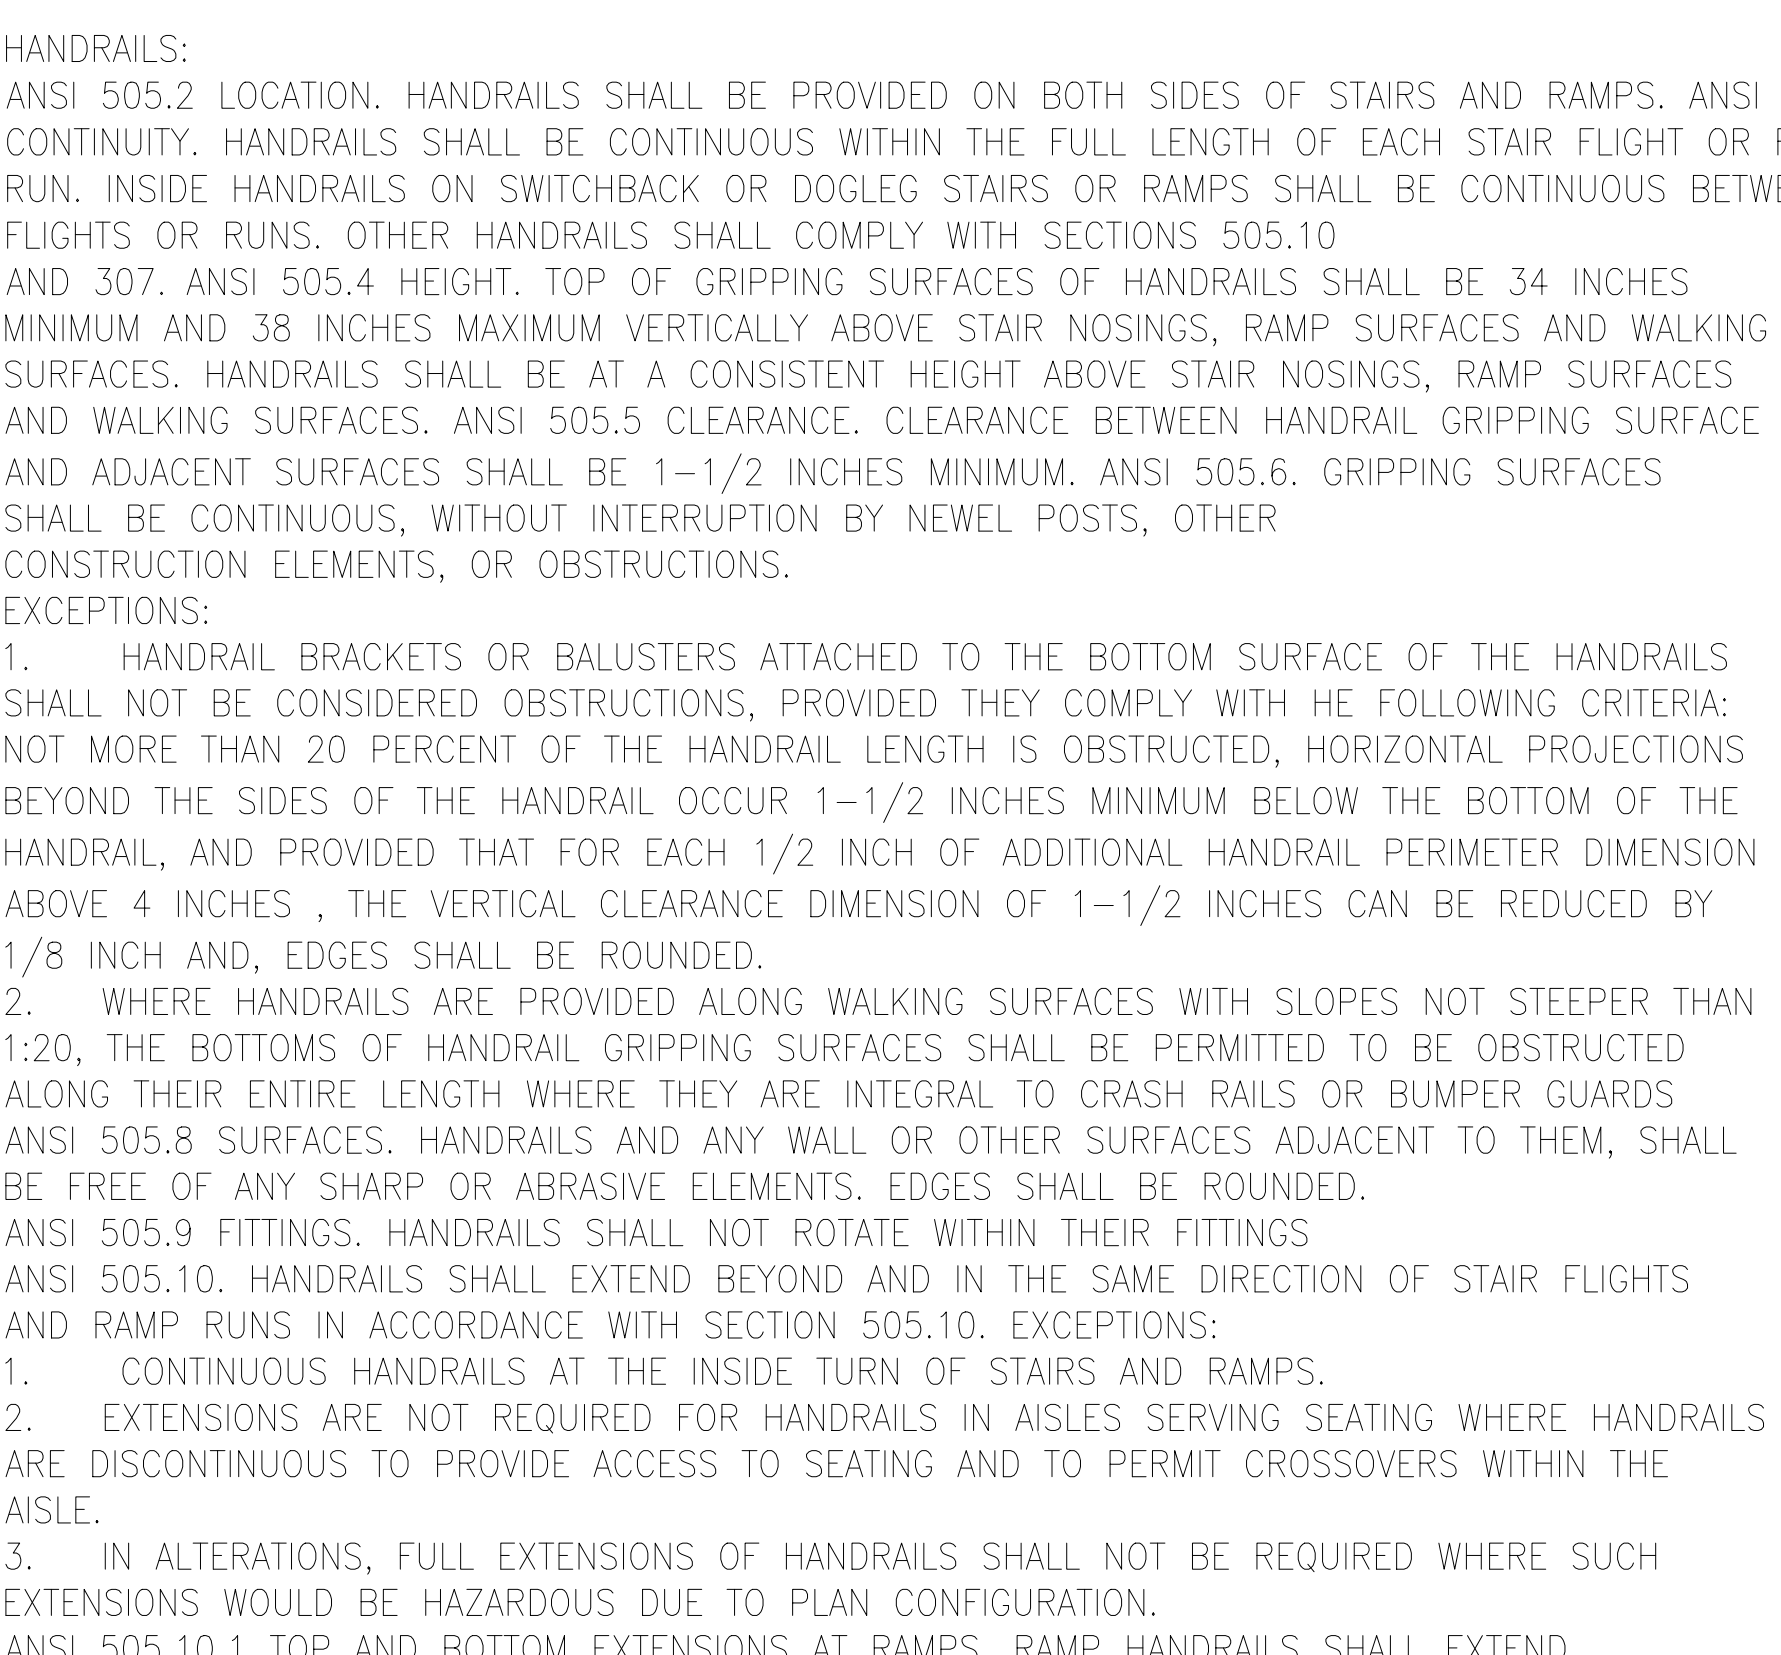 HANDRAILS:
ANSI 505.2 LOCATION. HANDRAILS SHALL BE PROVIDED ON BOTH SIDES OF STAIRS AND RAMPS. ANSI
CONTINUITY. HANDRAILS SHALL BE CONTINUOUS WITHIN THE FULL LENGTH OF EACH STAIR FLIGHT OR
RUN. INSIDE HANDRAILS ON SWITCHBACK OR DOGLEG STAIRS OR RAMPS SHALL BE CONTINUOUS
FLIGHTS OR RUNS. OTHER HANDRAILS SHALL COMPLY WITH SECTIONS 505.10
AND 307. ANSI 505.4 HEIGHT. TOP OF GRIPPING SURFACES OF HANDRAILS SHALL BE 34 INCHES
MINIMUM AND 38 INCHES MAXIMUM VERTICALLY ABOVE STAIR NOSINGS, RAMP SURFACES AND WALKING
SURFACES. HANDRAILS SHALL BE AT A CONSISTENT HEIGHT ABOVE STAIR NOSINGS, RAMP SURFACES
AND WALKING SURFACES. ANSI 505.5 CLEARANCE. CLEARANCE BETWEEN HANDRAIL GRIPPING SURFACE
AND ADJACENT SURFACES SHALL BE 1-1/2 INCHES MINIMUM. ANSI 505.6. GRIPPING SURFACES
SHALL BE CONTINUOUS, WITHOUT INTERRUPTION BY NEWEL POSTS, OTHER
CONSTRUCTION ELEMENTS, OR OBSTRUCTIONS.
EXCEPTIONS:
1. HANDRAIL BRACKETS OR BALUSTERS ATTACHED TO THE BOTTOM SURFACE OF THE HANDRAILS
SHALL NOT BE CONSIDERED OBSTRUCTIONS, PROVIDED THEY COMPLY WITH HE FOLLOWING CRITERIA:
NOT MORE THAN 20 PERCENT OF THE HANDRAIL LENGTH IS OBSTRUCTED, HORIZONTAL PROJECTIONS
BEYOND THE SIDES OF THE HANDRAIL OCCUR 1-1/2 INCHES MINIMUM BELOW THE BOTTOM OF THE
HANDRAIL, AND PROVIDED THAT FOR EACH 1/2 INCH OF ADDITIONAL HANDRAIL PERIMETER DIMENSION
ABOVE 4 INCHES , THE VERTICAL CLEARANCE DIMENSION OF 1-1/2 INCHES CAN BE REDUCED BY
1/8 INCH AND, EDGES SHALL BE ROUNDED.
2. WHERE HANDRAILS ARE PROVIDED ALONG WALKING SURFACES WITH SLOPES NOT STEEPER THAN
1:20, THE BOTTOMS OF HANDRAIL GRIPPING SURFACES SHALL BE PERMITTED TO BE OBSTRUCTED
ALONG THEIR ENTIRE LENGTH WHERE THEY ARE INTEGRAL TO CRASH RAILS OR BUMPER GUARDS
ANSI 505.8 SURFACES. HANDRAILS AND ANY WALL OR OTHER SURFACES ADJACENT TO THEM, SHALL
BE FREE OF ANY SHARP OR ABRASIVE ELEMENTS. EDGES SHALL BE ROUNDED.
ANSI 505.9 FITTINGS. HANDRAILS SHALL NOT ROTATE WITHIN THEIR FITTINGS
ANSI 505.10. HANDRAILS SHALL EXTEND BEYOND AND IN THE SAME DIRECTION OF STAIR FLIGHTS
AND RAMP RUNS IN ACCORDANCE WITH SECTION 505.10. EXCEPTIONS:
1. CONTINUOUS HANDRAILS AT THE INSIDE TURN OF STAIRS AND RAMPS.
2. EXTENSIONS ARE NOT REQUIRED FOR HANDRAILS IN AISLES SERVING SEATING WHERE HANDRAILS
ARE DISCONTINUOUS TO PROVIDE ACCESS TO SEATING AND TO PERMIT CROSSOVERS WITHIN THE
AISLE.
3. IN ALTERATIONS, FULL EXTENSIONS OF HANDRAILS SHALL NOT BE REQUIRED WHERE SUCH
EXTENSIONS WOULD BE HAZARDOUS DUE TO PLAN CONFIGURATION.
ANSI 505.10.1 TOP AND BOTTOM EXTENSIONS AT RAMPS. RAMP HANDRAILS SHALL EXTEND